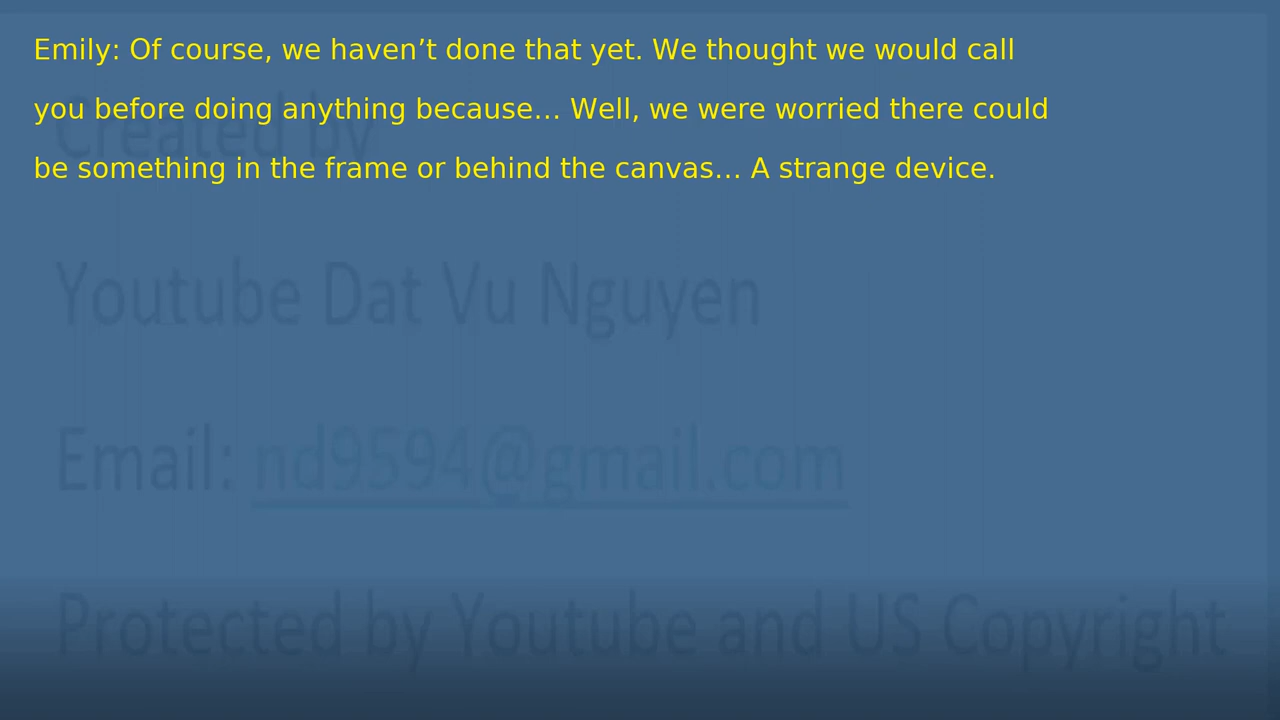 Emily: Of course, we haven’t done that yet. We thought we would call
you before doing anything because… Well, we were worried there could
be something in the frame or behind the canvas… A strange device.
Created by
Youtube Dat Vu Nguyen
Email: nd9594@gmail.com
Protected by Youtube and US Copyright